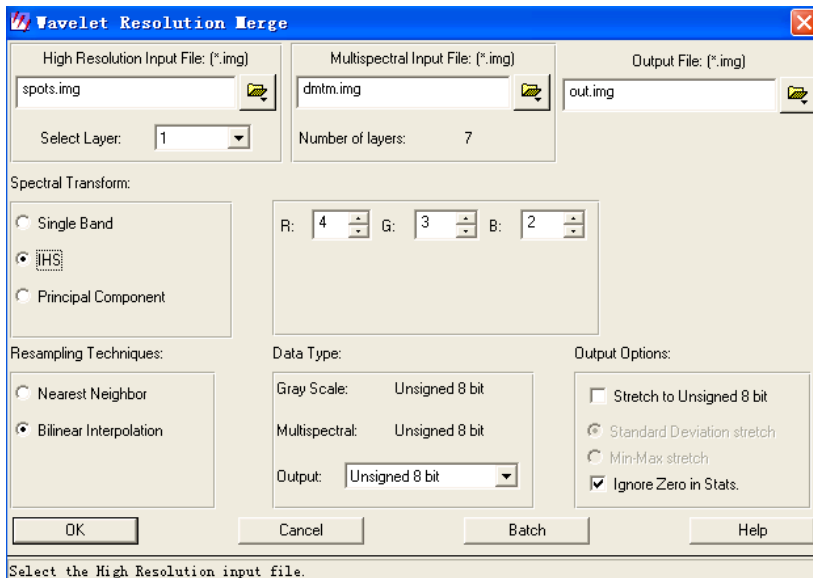 Wavelet Resolution Merge
High Resolution Input File: (*.img)
spots.img
Select Layer: 1
Multispectral Input File: (*.img)
dmtm.img
Number of layers: 7
Output File: (*.img)
out.img
Spectral Transform:
Single Band
IHS
Principal Component
R: 4 G: 3 B: 2
Resampling Techniques:
Nearest Neighbor
Bilinear Interpolation
Data Type:
Gray Scale: Unsigned 8 bit
Multispectral: Unsigned 8 bit
Output: Unsigned 8 bit
Output Options:
Stretch to Unsigned 8 bit
Standard Deviation stretch
Min-Max stretch
Ignore Zero in Stats.
OK Cancel Batch Help
Select the High Resolution input file.